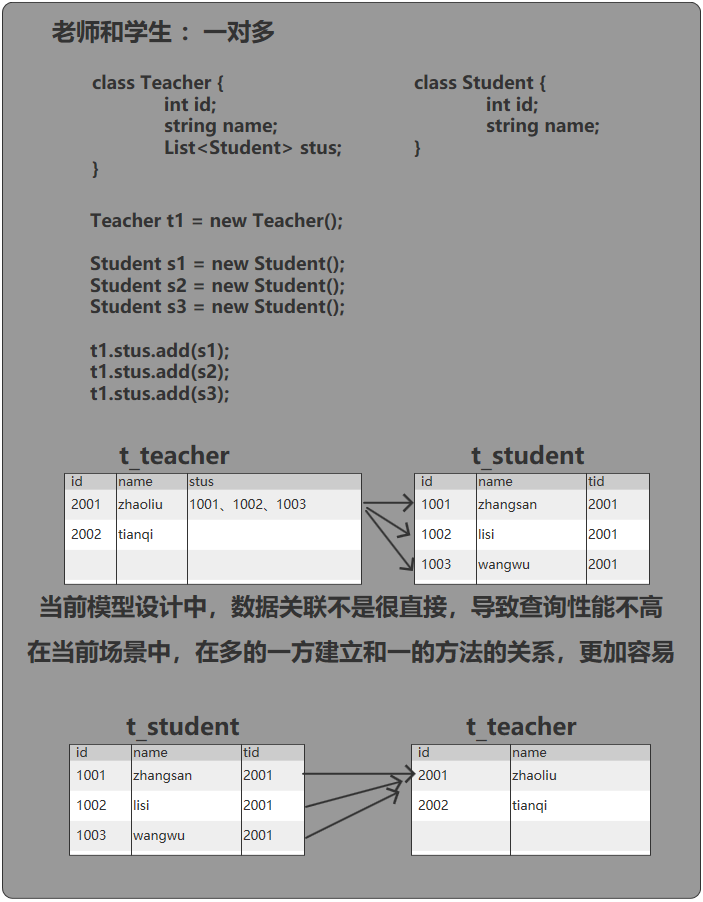 老师和学生 ：一对多
class Teacher {
int id;
string name;
List<Student> stus;
}
class Student {
int id;
string name;
}
Teacher t1 = new Teacher();
Student s1 = new Student();
Student s2 = new Student();
Student s3 = new Student();
t1.stus.add(s1);
t1.stus.add(s2);
t1.stus.add(s3);
t_teacher
id name stus
2001 zhaoliu 1001、1002、1003
2002 tianqi
t_student
id name tid
1001 zhangsan 2001
1002 lisi 2001
1003 wangwu 2001
当前模型设计中，数据关联不是很直接，导致查询性能不高
在当前场景中，在多的一方建立和一的方法的关系，更加容易
t_student
id name tid
1001 zhangsan 2001
1002 lisi 2001
1003 wangwu 2001
t_teacher
id name
2001 zhaoliu
2002 tianqi